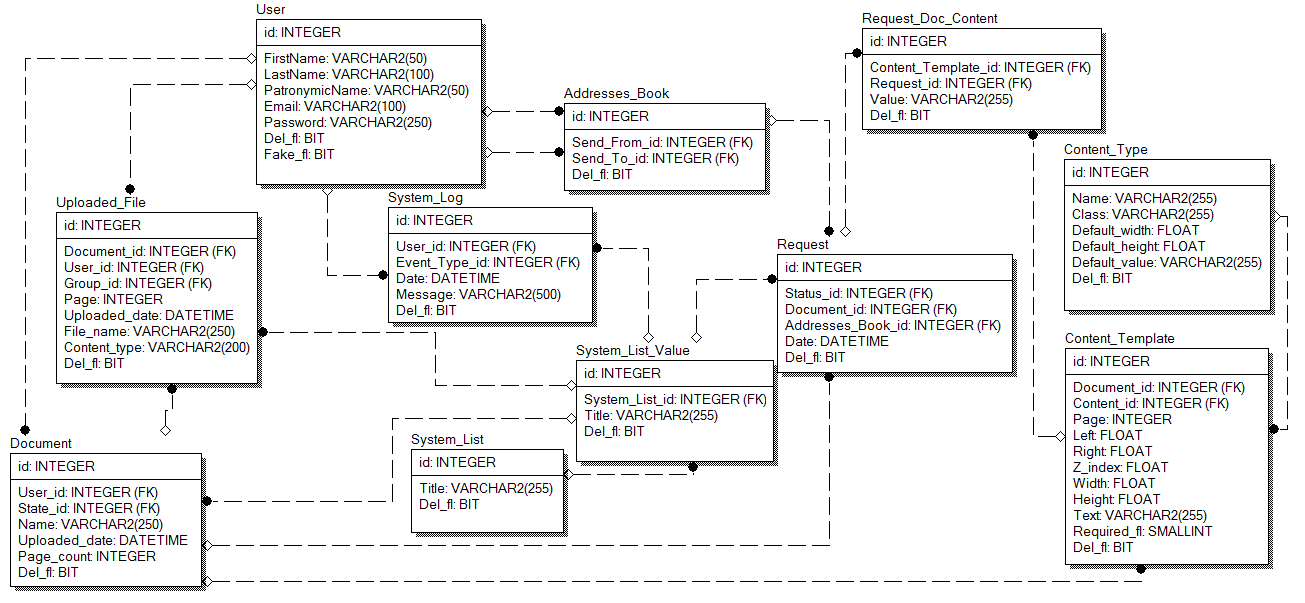 User
id: INTEGER
FirstName: VARCHAR2(50)
LastName: VARCHAR2(100)
PatronymicName: VARCHAR2(50)
Email: VARCHAR2(100)
Password: VARCHAR2(250)
Del_fl: BIT
Fake_fl: BIT
Addresses_Book
id: INTEGER
Send_From_id: INTEGER (FK)
Send_To_id: INTEGER (FK)
Del_fl: BIT
Request_Doc_Content
id: INTEGER
Content_Template_id: INTEGER (FK)
Request_id: INTEGER (FK)
Value: VARCHAR2(255)
Del_fl: BIT
Content_Type
id: INTEGER
Name: VARCHAR2(255)
Class: VARCHAR2(255)
Default_width: FLOAT
Default_height: FLOAT
Default_value: VARCHAR2(255)
Del_fl: BIT
Uploaded_File
id: INTEGER
Document_id: INTEGER (FK)
User_id: INTEGER (FK)
Group_id: INTEGER (FK)
Page: INTEGER
Uploaded_date: DATETIME
File_name: VARCHAR2(250)
Content_type: VARCHAR2(200)
Del_fl: BIT
System_Log
id: INTEGER
User_id: INTEGER (FK)
Event_Type_id: INTEGER (FK)
Date: DATETIME
Message: VARCHAR2(500)
Del_fl: BIT
Request
id: INTEGER
Status_id: INTEGER (FK)
Document_id: INTEGER (FK)
Addresses_Book_id: INTEGER (FK)
Date: DATETIME
Del_fl: BIT
System_List_Value
id: INTEGER
System_List_id: INTEGER (FK)
Title: VARCHAR2(255)
Del_fl: BIT
Content_Template
id: INTEGER
Document_id: INTEGER (FK)
Content_id: INTEGER (FK)
Page: INTEGER
Left: FLOAT
Right: FLOAT
Z_index: FLOAT
Width: FLOAT
Height: FLOAT
Text: VARCHAR2(255)
Required_fl: SMALLINT
Del_fl: BIT
Document
id: INTEGER
User_id: INTEGER (FK)
State_id: INTEGER (FK)
Name: VARCHAR2(250)
Uploaded_date: DATETIME
Page_count: INTEGER
Del_fl: BIT
System_List
id: INTEGER
Title: VARCHAR2(255)
Del_fl: BIT